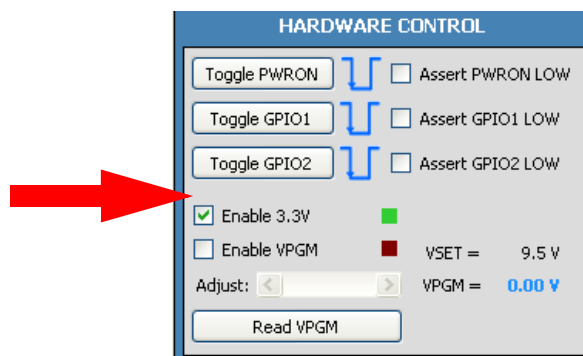 HARDWARE CONTROL
Toggle PWRON Assert PWRON LOW
Toggle GPIO1 Assert GPIO1 LOW
Toggle GPIO2 Assert GPIO2 LOW
Enable 3.3V
Enable VPGM VSET = 9.5 V
Adjust: VPGM = 0.00 V
Read VPGM